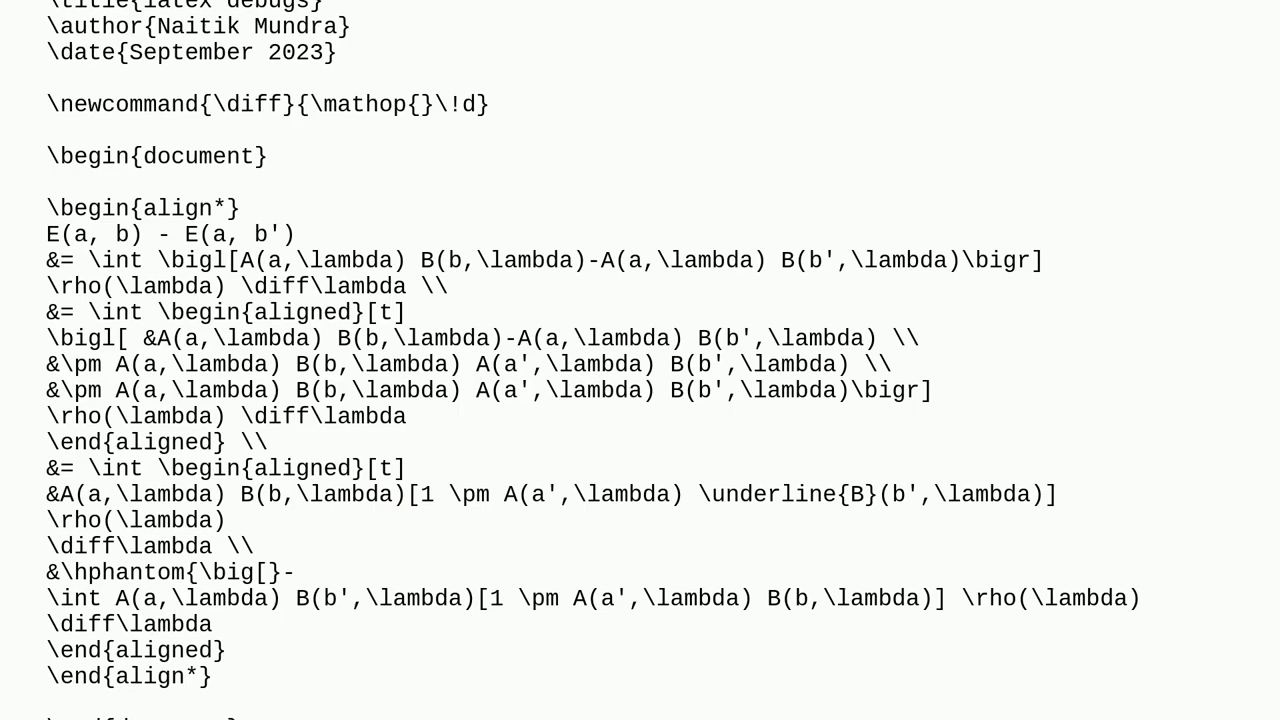 \title{latex debugs}
\author{Naitik Mundra}
\date{September 2023}
\newcommand{\diff}{\mathop{}\!d}
\begin{document}
\begin{align*}
E(a, b) - E(a, b')
&= \int \bigl[A(a,\lambda) B(b,\lambda)-A(a,\lambda) B(b',\lambda)\bigr]
\rho(\lambda) \diff\lambda \\
&= \int \begin{aligned}[t]
\bigl[ &A(a,\lambda) B(b,\lambda)-A(a,\lambda) B(b',\lambda) \\
&\pm A(a,\lambda) B(b,\lambda) A(a',\lambda) B(b',\lambda) \\
&\pm A(a,\lambda) B(b,\lambda) A(a',\lambda) B(b',\lambda)\bigr]
\rho(\lambda) \diff\lambda
\end{aligned} \\
&= \int \begin{aligned}[t]
&A(a,\lambda) B(b,\lambda)[1 \pm A(a',\lambda) \underline{B}(b',\lambda)]
\rho(\lambda)
\diff\lambda \\
&\hphantom{\big[}-
\int A(a,\lambda) B(b',\lambda)[1 \pm A(a',\lambda) B(b,\lambda)] \rho(\lambda)
\diff\lambda
\end{aligned}
\end{align*}